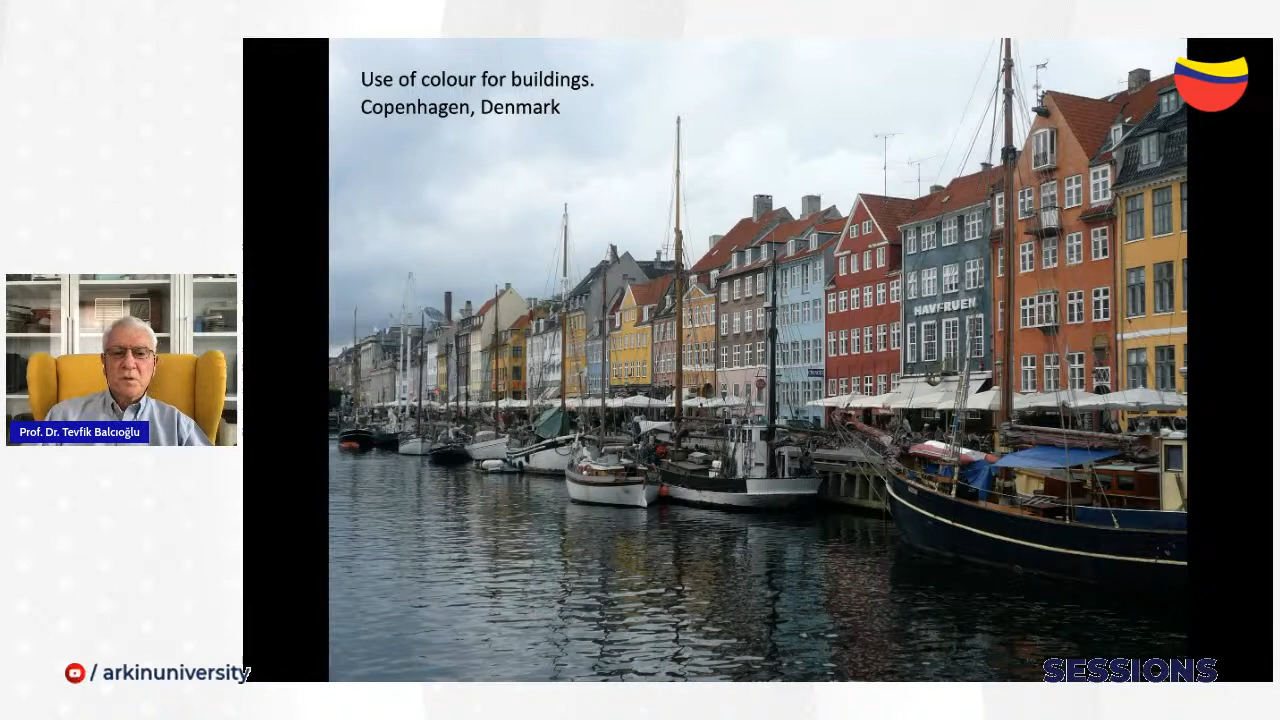 Use of colour for buildings.
Copenhagen, Denmark
HAVFRUEN
Prof. Dr. Tevfik Balcıoğlu
/ arkinuniversity
SESSIONS